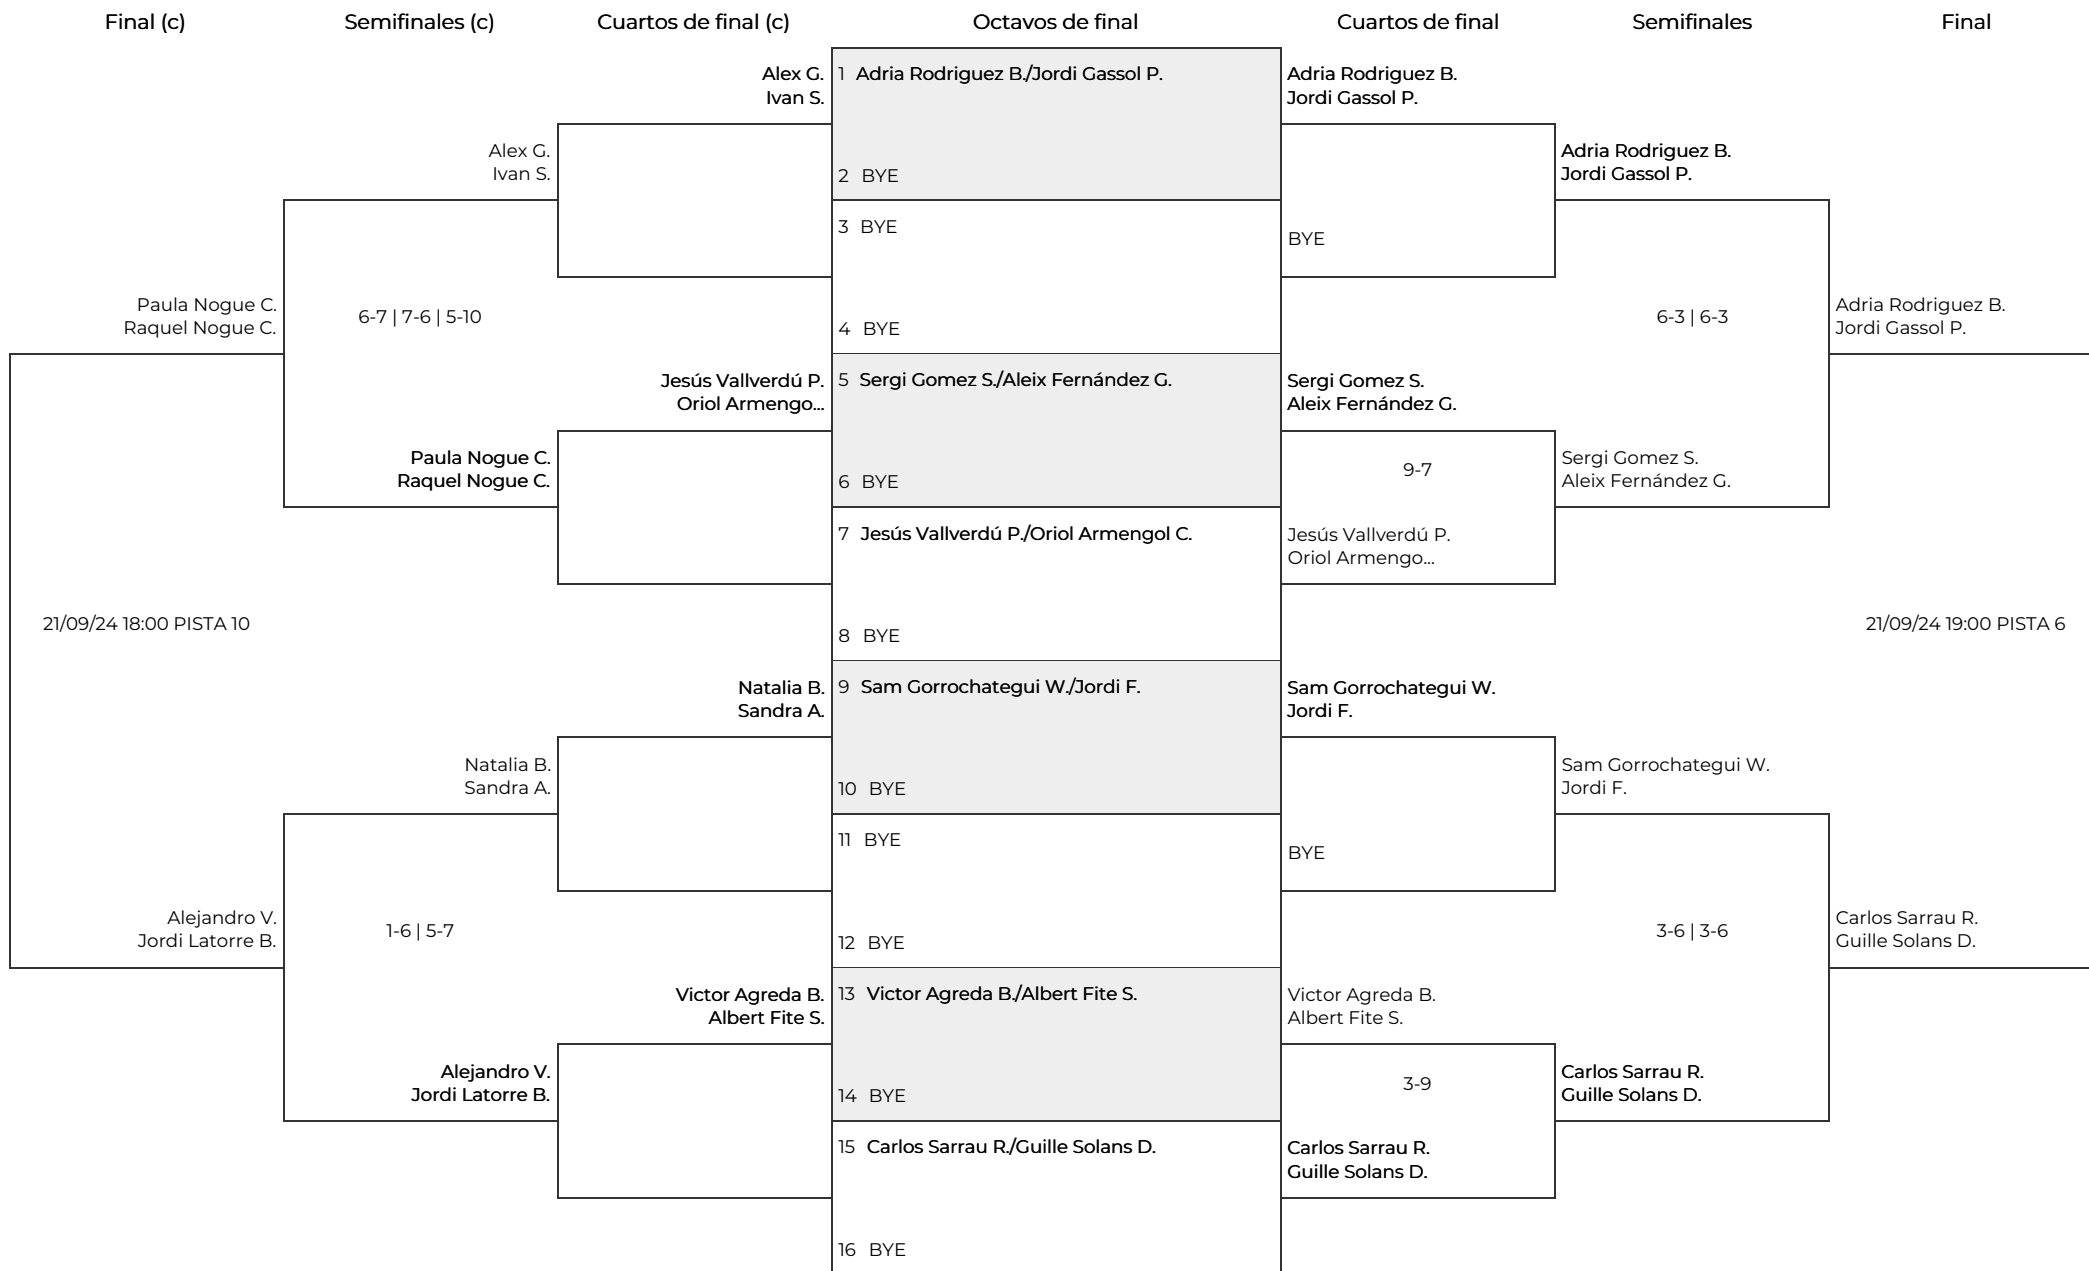 Final (c)
Semifinales (c)
Cuartos de final (c)
Octavos de final
Cuartos de final
Semifinales
Final
Paula Nogue C.
Raquel Nogue C.
21/09/24 18:00 PISTA 10
Alejandro V.
Jordi Latorre B.
Alex G.
Ivan S.
6-7 | 7-6 | 5-10
Paula Nogue C.
Raquel Nogue C.
Natalia B.
Sandra A.
1-6 | 5-7
Alejandro V.
Jordi Latorre B.
Alex G.
Ivan S.
Jesús Vallverdú P.
Oriol Armengo...
Natalia B.
Sandra A.
Victor Agreda B.
Albert Fite S.
1 Adria Rodriguez B./Jordi Gassol P.
2 BYE
3 BYE
4 BYE
5 Sergi Gomez S./Aleix Fernández G.
6 BYE
7 Jesús Vallverdú P./Oriol Armengol C.
8 BYE
9 Sam Gorrochategui W./Jordi F.
10 BYE
11 BYE
12 BYE
13 Victor Agreda B./Albert Fite S.
14 BYE
15 Carlos Sarrau R./Guille Solans D.
16 BYE
Adria Rodriguez B.
Jordi Gassol P.
BYE
Sergi Gomez S.
Aleix Fernández G.
9-7
Jesús Vallverdú P.
Oriol Armengo...
Sam Gorrochategui W.
Jordi F.
BYE
Victor Agreda B.
Albert Fite S.
3-9
Carlos Sarrau R.
Guille Solans D.
Adria Rodriguez B.
Jordi Gassol P.
6-3 | 6-3
Sergi Gomez S.
Aleix Fernández G.
Sam Gorrochategui W.
Jordi F.
3-6 | 3-6
Carlos Sarrau R.
Guille Solans D.
Adria Rodriguez B.
Jordi Gassol P.
21/09/24 19:00 PISTA 6
Carlos Sarrau R.
Guille Solans D.